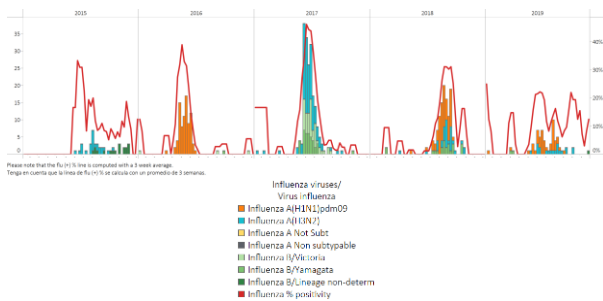 2015 2016 2017 2018 2019
35 40%
30
25 30%
20
15 20%
10 10%
5
0 0%
Please note that the flu (+) % line is computed with a 3 week average.
Tenga en cuenta que la línea de flu (+) % se calcula con un promedio de 3 semanas.
Influenza viruses/
Virus influenza
Influenza A(H1N1)pdm09
Influenza A(H3N2)
Influenza A Not Subt
Influenza A Non subtypable
Influenza B/Victoria
Influenza B/Yamagata
Influenza B/Lineage non-determ
Influenza % positivity